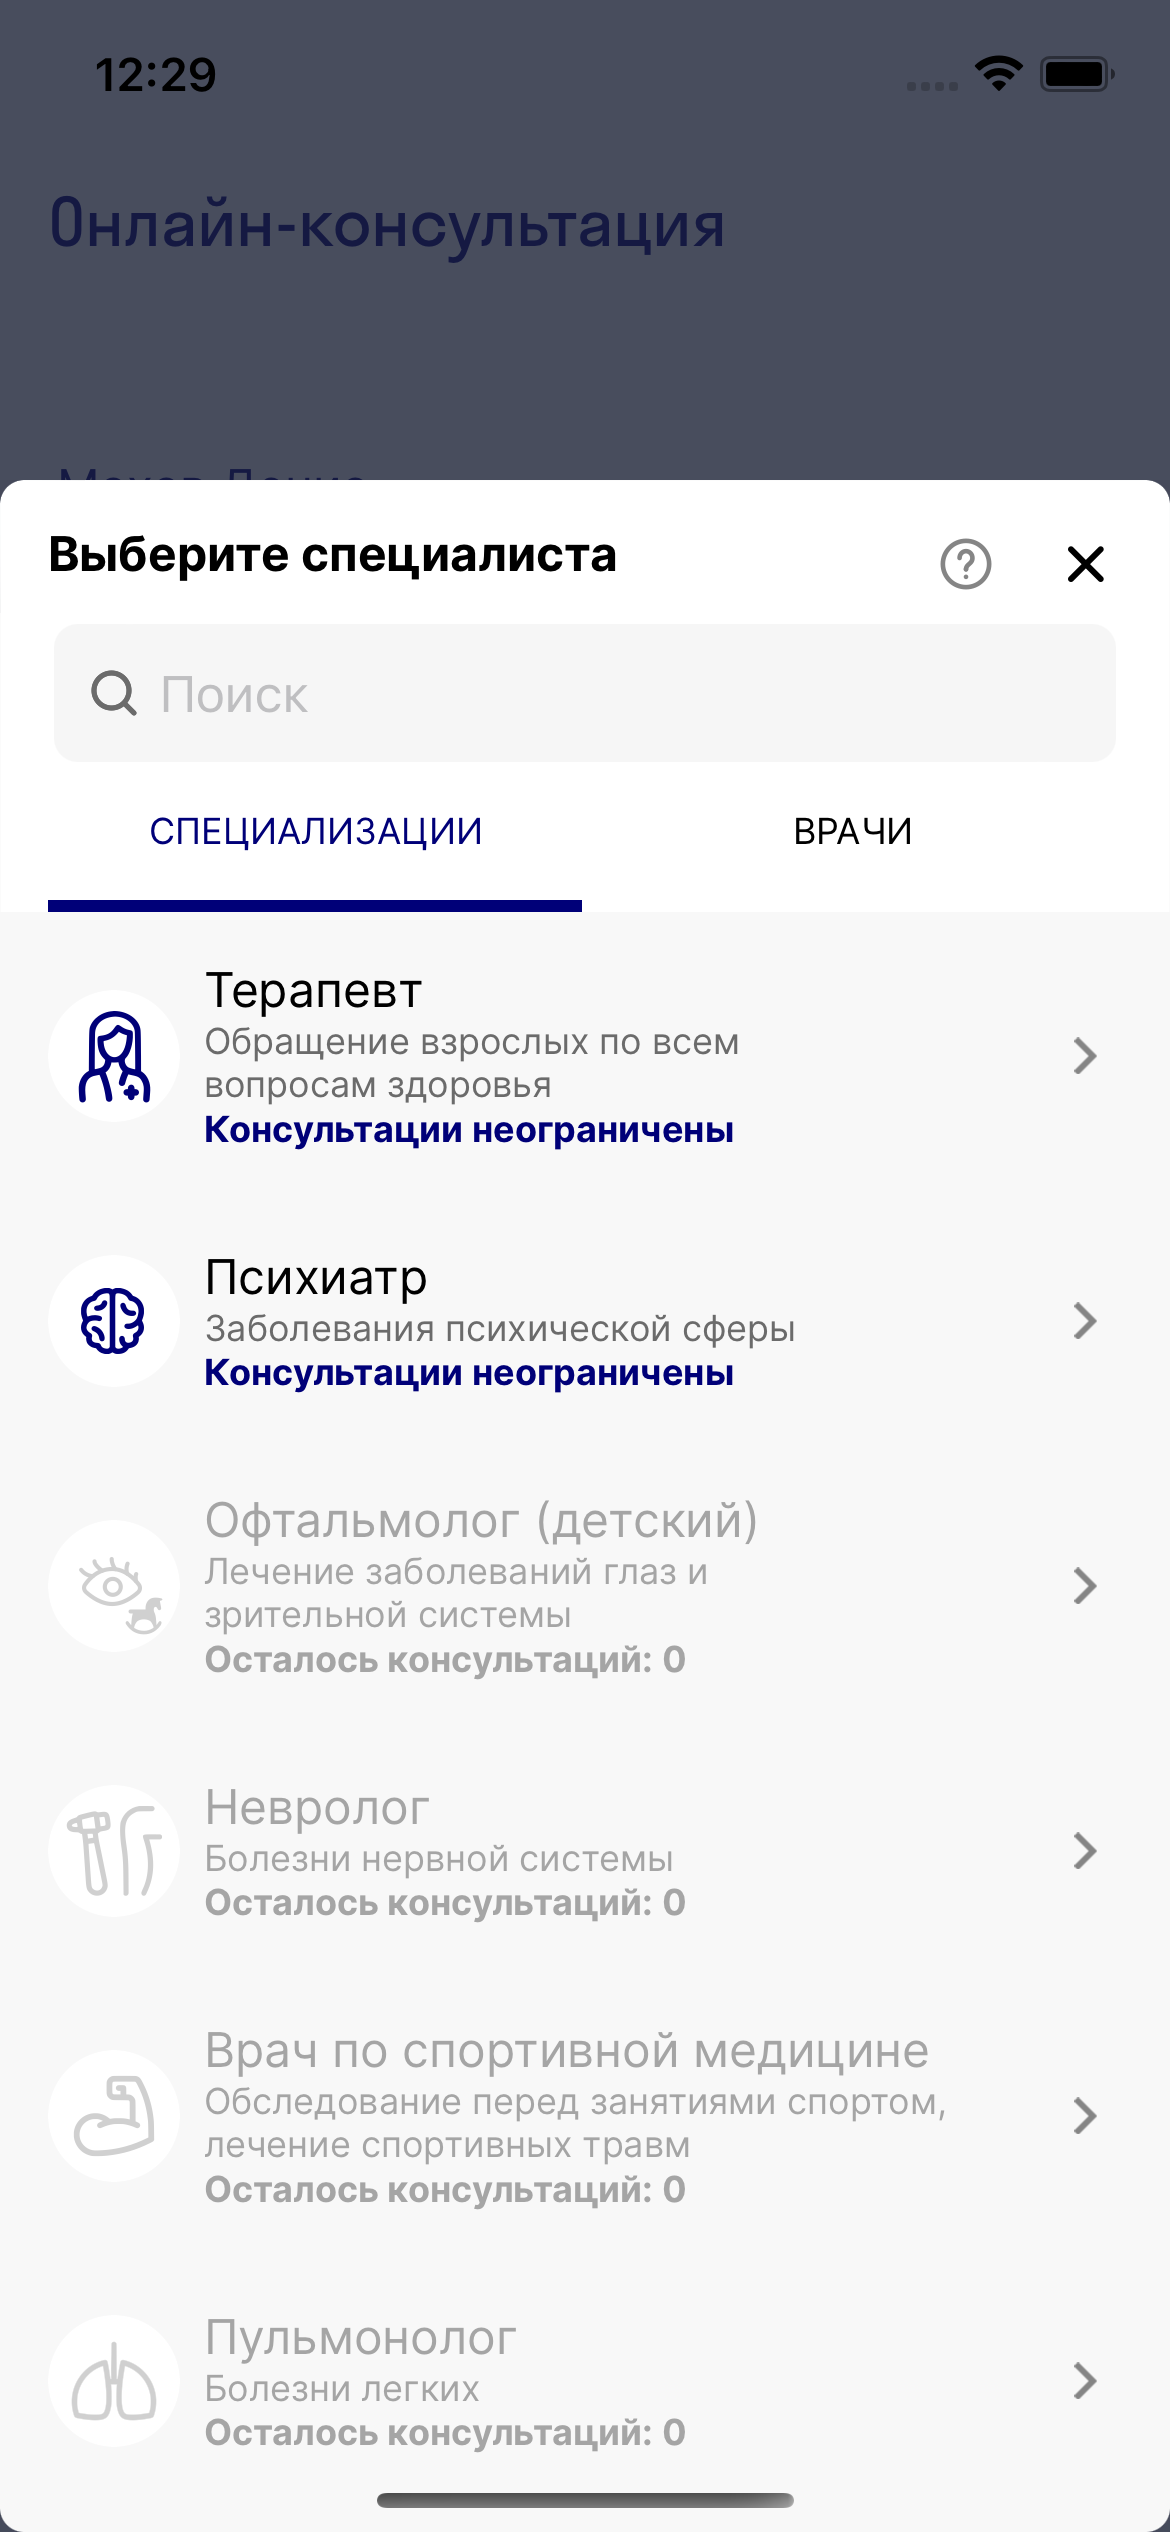 12:29
Онлайн-консультация
Выберите специалиста
Поиск
СПЕЦИАЛИЗАЦИИ
ВРАЧИ
Терапевт
Обращение взрослых по всем
вопросам здоровья
Консультации неограничены
Психиатр
Заболевания психической сферы
Консультации неограничены
Офтальмолог (детский)
Лечение заболеваний глаз и
зрительной системы
Осталось консультаций: 0
Невролог
Болезни нервной системы
Осталось консультаций: 0
Врач по спортивной медицине
Обследование перед занятиями спортом,
лечение спортивных травм
Осталось консультаций: 0
Пульмонолог
Болезни легких
Осталось консультаций: 0